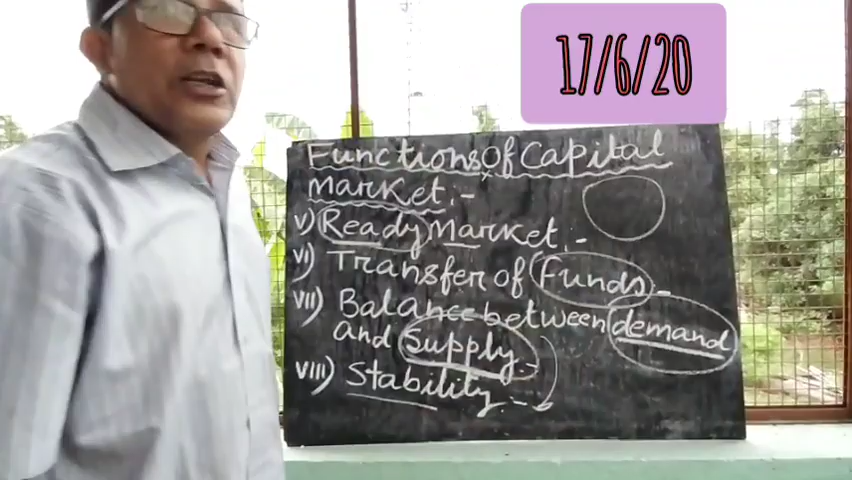 17/6/20
Functions of Capital
market :-
v) Ready Market :-
vi) Transfer of Funds -
vii) Balance between demand
and Supply -
viii) Stability :-